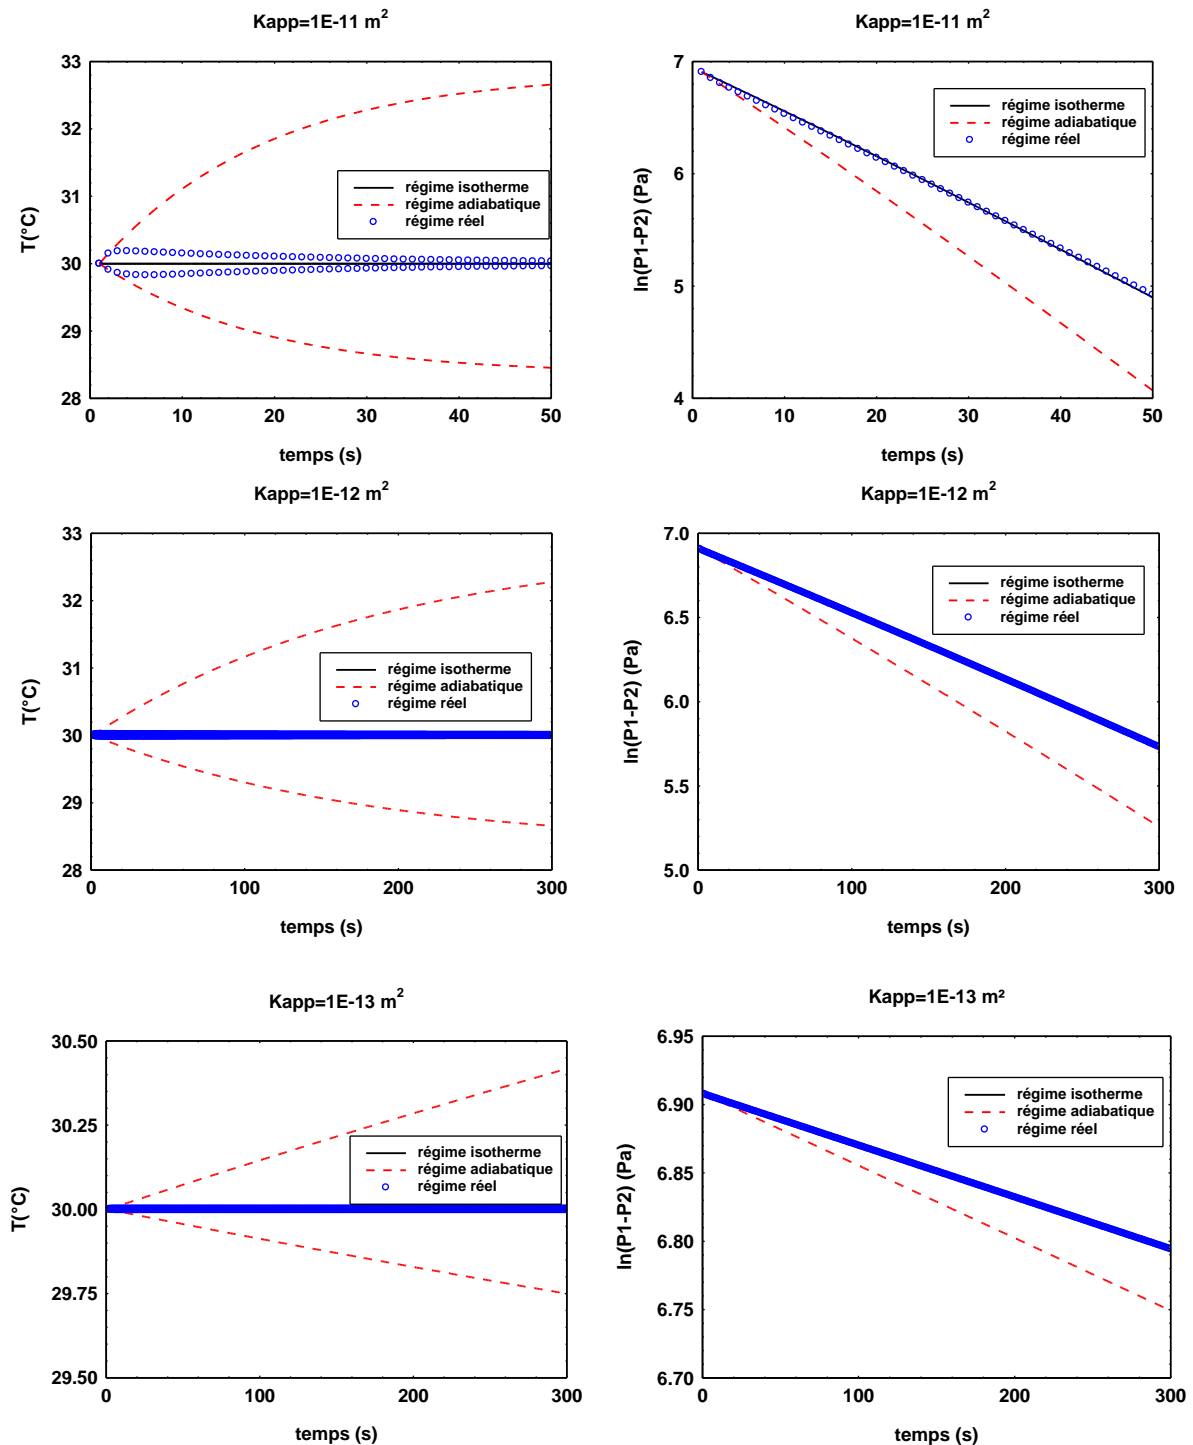 Kapp=1E-11 m²
33
32
31
30
29
28
T(°C)
régime isotherme
régime adiabatique
régime réel
0 10 20 30 40 50
temps (s)
Kapp=1E-11 m²
7
6
5
4
ln(P1-P2) (Pa)
régime isotherme
régime adiabatique
régime réel
0 10 20 30 40 50
temps (s)
Kapp=1E-12 m²
33
32
31
30
29
28
T(°C)
régime isotherme
régime adiabatique
régime réel
0 100 200 300
temps (s)
Kapp=1E-12 m²
7.0
6.5
6.0
5.5
5.0
ln(P1-P2) (Pa)
régime isotherme
régime adiabatique
régime réel
0 100 200 300
temps (s)
Kapp=1E-13 m²
30.50
30.25
30.00
29.75
29.50
T(°C)
régime isotherme
régime adiabatique
régime réel
0 100 200 300
temps (s)
Kapp=1E-13 m²
6.95
6.90
6.85
6.80
6.75
6.70
ln(P1-P2) (Pa)
régime isotherme
régime adiabatique
régime réel
0 100 200 300
temps (s)